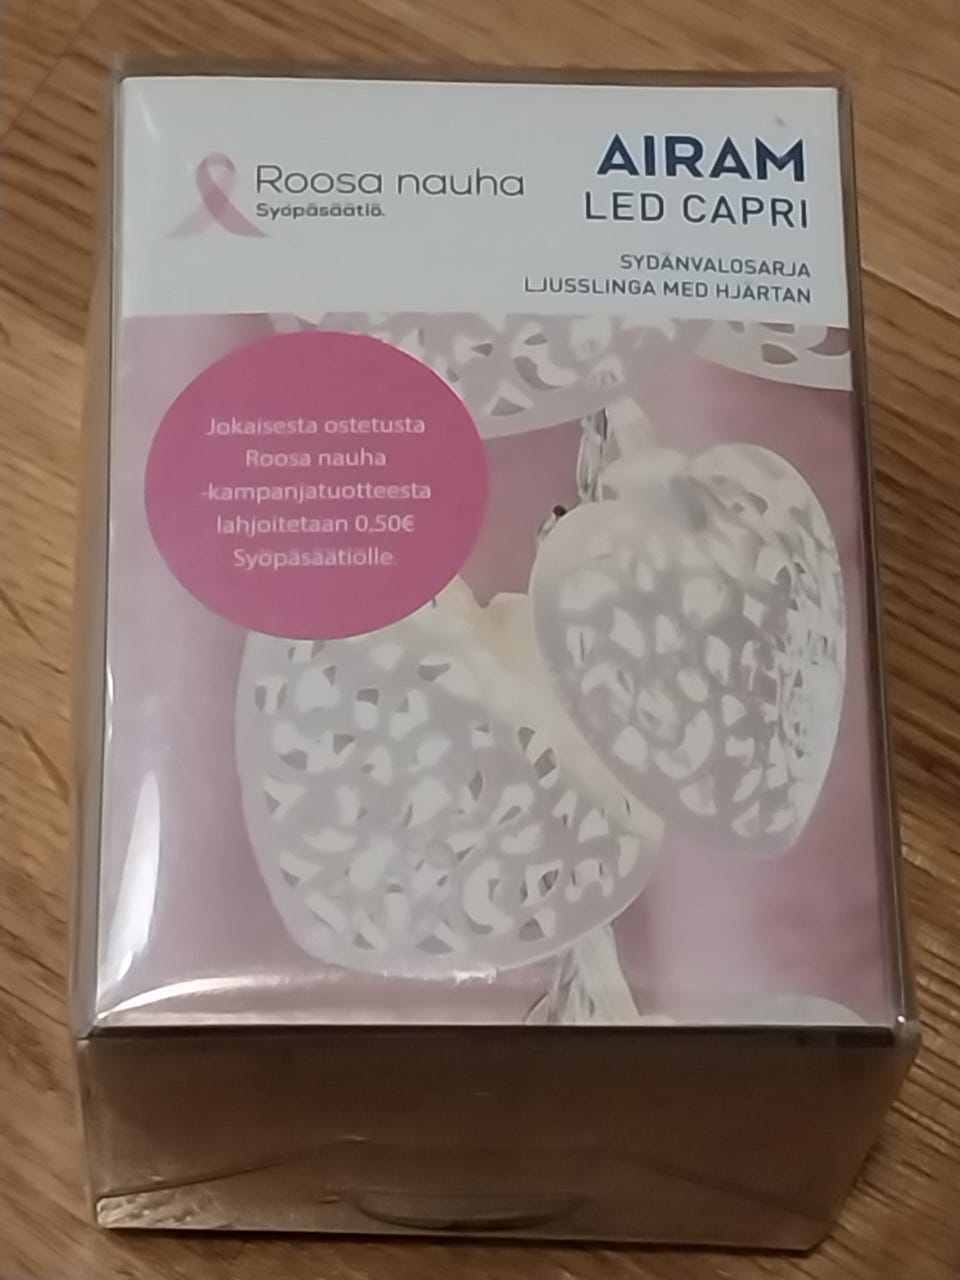 Roosa nauha
Syöpäsäätiö.
AIRAM
LED CAPRI
SYDÄNVALOSARJA
LJUSSLINGA MED HJÄRTAN
Jokaisesta ostetusta
Roosa nauha
-kampanjatuotteesta
lahjoitetaan 0,50€
Syöpäsäätiölle.